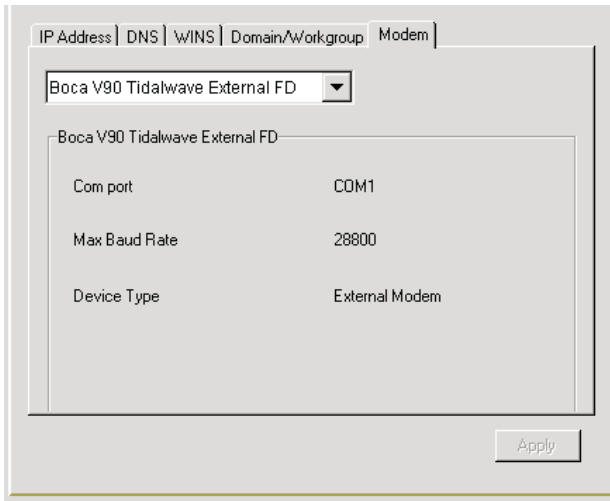 IP Address DNS WINS Domain/Workgroup Modem
Boca V90 Tidalwave External FD
Boca V90 Tidalwave External FD
Com port COM1
Max Baud Rate 28800
Device Type External Modem
Apply